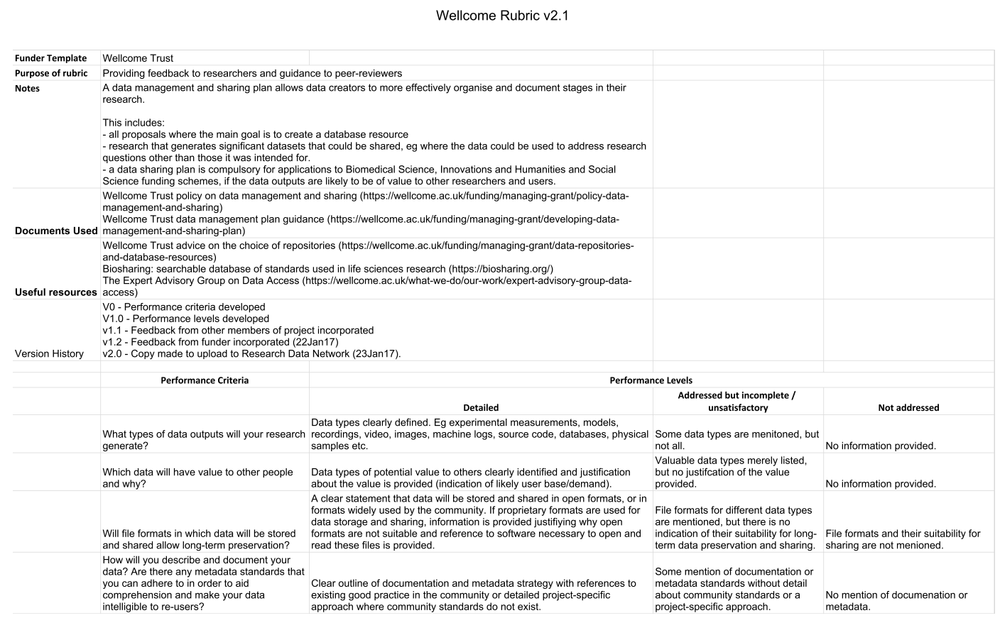 Wellcome Rubric v2.1
Funder Template
Wellcome Trust
Purpose of rubric
Providing feedback to researchers and guidance to peer-reviewers
Notes
A data management and sharing plan allows data creators to more effectively organise and document stages in their
research.
This includes:
- all proposals where the main goal is to create a database resource
- research that generates significant datasets that could be shared, eg where the data could be used to address research
questions other than those it was intended for.
- a data sharing plan is compulsory for applications to Biomedical Science, Innovations and Humanities and Social
Science funding schemes, if the data outputs are likely to be of value to other researchers and users.
Documents Used
Wellcome Trust policy on data management and sharing (https://wellcome.ac.uk/funding/managing-grant/policy-data-
management-and-sharing)
Wellcome Trust data management plan guidance (https://wellcome.ac.uk/funding/managing-grant/developing-data-
management-and-sharing-plan)
Useful resources
Wellcome Trust advice on the choice of repositories (https://wellcome.ac.uk/funding/managing-grant/data-repositories-
and-database-resources)
Biosharing: searchable database of standards used in life sciences research (https://biosharing.org/)
The Expert Advisory Group on Data Access (https://wellcome.ac.uk/what-we-do/our-work/expert-advisory-group-data-
access)
Version History
V0 - Performance criteria developed
V1.0 - Performance levels developed
v1.1 - Feedback from other members of project incorporated
v1.2 - Feedback from funder incorporated (22Jan17)
v2.0 - Copy made to upload to Research Data Network (23Jan17).
Performance Criteria
Performance Levels
Detailed
Addressed but incomplete /
unsatisfactory
Not addressed
What types of data outputs will your research
generate?
Data types clearly defined. Eg experimental measurements, models,
recordings, video, images, machine logs, source code, databases, physical
samples etc.
Some data types are menitoned, but
not all.
No information provided.
Which data will have value to other people
and why?
Data types of potential value to others clearly identified and justification
about the value is provided (indication of likely user base/demand).
Valuable data types merely listed,
but no justifcation of the value
provided.
No information provided.
Will file formats in which data will be stored
and shared allow long-term preservation?
A clear statement that data will be stored and shared in open formats, or in
formats widely used by the community. If proprietary formats are used for
data storage and sharing, information is provided justifiying why open
formats are not suitable and reference to software necessary to open and
read these files is provided.
File formats for different data types
are mentioned, but there is no
indication of their suitability for long-
term data preservation and sharing.
File formats and their suitability for
sharing are not menioned.
How will you describe and document your
data? Are there any metadata standards that
you can adhere to in order to aid
comprehension and make your data
intelligible to re-users?
Clear outline of documentation and metadata strategy with references to
existing good practice in the community or detailed project-specific
approach where community standards do not exist.
Some mention of documentation or
metadata standards without detail
about community standards or a
project-specific approach.
No mention of documenation or
metadata.